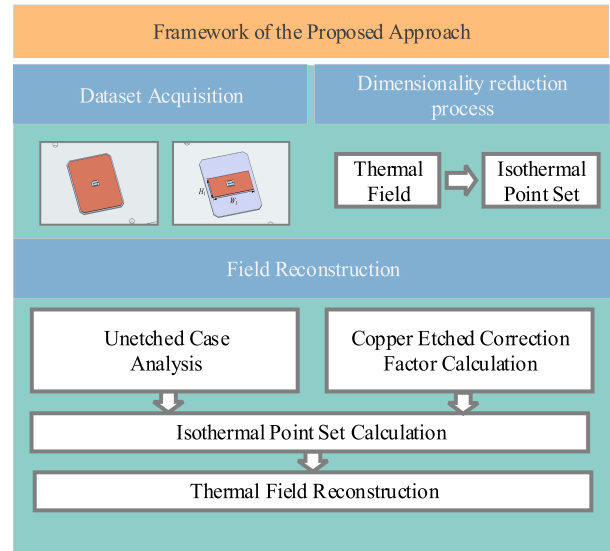 Framework of the Proposed Approach
Dataset Acquisition
Dimensionality reduction
process
H₁
W₁
Thermal
Field
Isothermal
Point Set
Field Reconstruction
Unetched Case
Analysis
Copper Etched Correction
Factor Calculation
Isothermal Point Set Calculation
Thermal Field Reconstruction